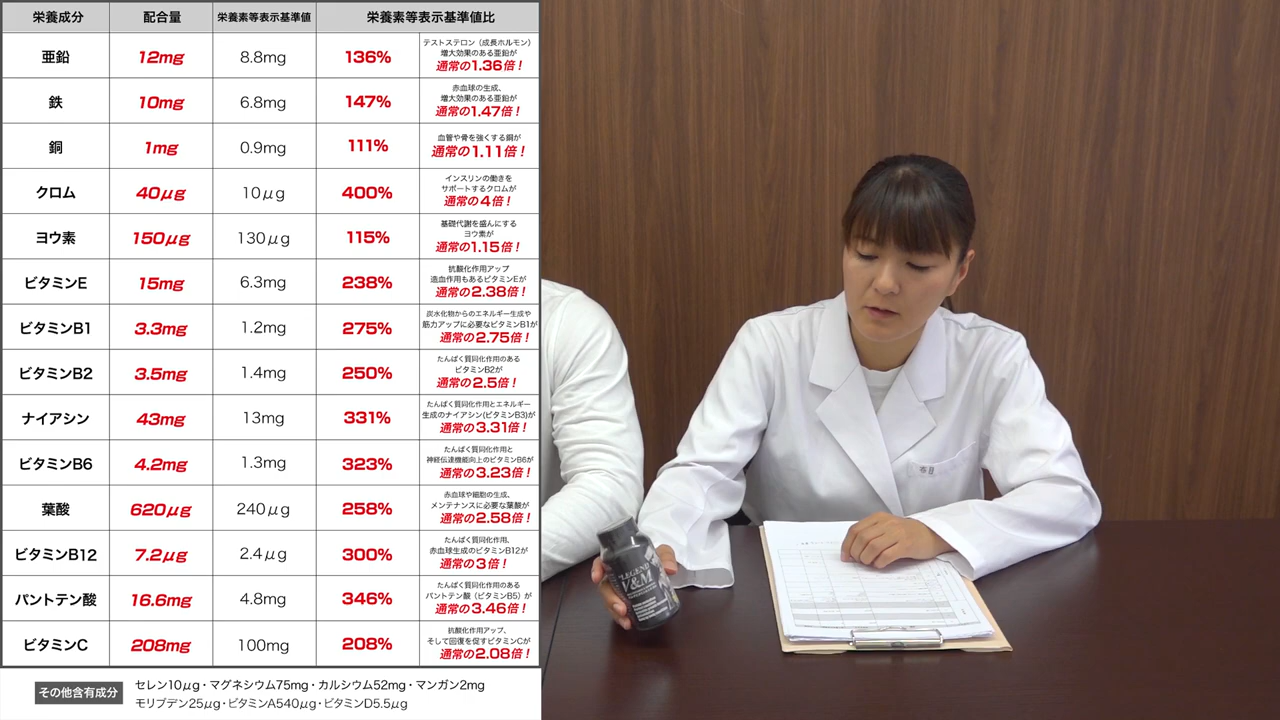 栄養成分 配合量 栄養素等表示基準値 栄養素等表示基準値比
亜鉛 12mg 8.8mg 136% テストステロン（成長ホルモン）
増大効果のある亜鉛が
通常の1.36倍！
鉄 10mg 6.8mg 147% 赤血球の生成、
増大効果のある亜鉛が
通常の1.47倍！
銅 1mg 0.9mg 111% 血管や骨を強くする銅が
通常の1.11倍！
クロム 40μg 10μg 400% インスリンの働きを
サポートするクロムが
通常の4倍！
ヨウ素 150μg 130μg 115% 基礎代謝を盛んにする
ヨウ素が
通常の1.15倍！
ビタミンE 15mg 6.3mg 238% 抗酸化作用アップ
造血作用もあるビタミンEが
通常の2.38倍！
ビタミンB1 3.3mg 1.2mg 275% 炭水化物からのエネルギー生成や
筋力アップに必要なビタミンB1が
通常の2.75倍！
ビタミンB2 3.5mg 1.4mg 250% たんぱく質同化作用のある
ビタミンB2が
通常の2.5倍！
ナイアシン 43mg 13mg 331% たんぱく質同化作用とエネルギー
生成のナイアシン(ビタミンB3)が
通常の3.31倍！
ビタミンB6 4.2mg 1.3mg 323% たんぱく質同化作用と
神経伝達機能向上のビタミンB6が
通常の3.23倍！
葉酸 620μg 240μg 258% 赤血球や細胞の生成、
メンテナンスに必要な葉酸が
通常の2.58倍！
ビタミンB12 7.2μg 2.4μg 300% たんぱく質同化作用、
赤血球生成のビタミンB12が
通常の3倍！
パントテン酸 16.6mg 4.8mg 346% たんぱく質同化作用のある
パントテン酸（ビタミンB5）が
通常の3.46倍！
ビタミンC 208mg 100mg 208% 抗酸化作用アップ、
そして回復を促すビタミンCが
通常の2.08倍！
その他含有成分 セレン10μg・マグネシウム75mg・カルシウム52mg・マンガン2mg
モリブデン25μg・ビタミンA540μg・ビタミンD5.5μg
LEGEND
V&M